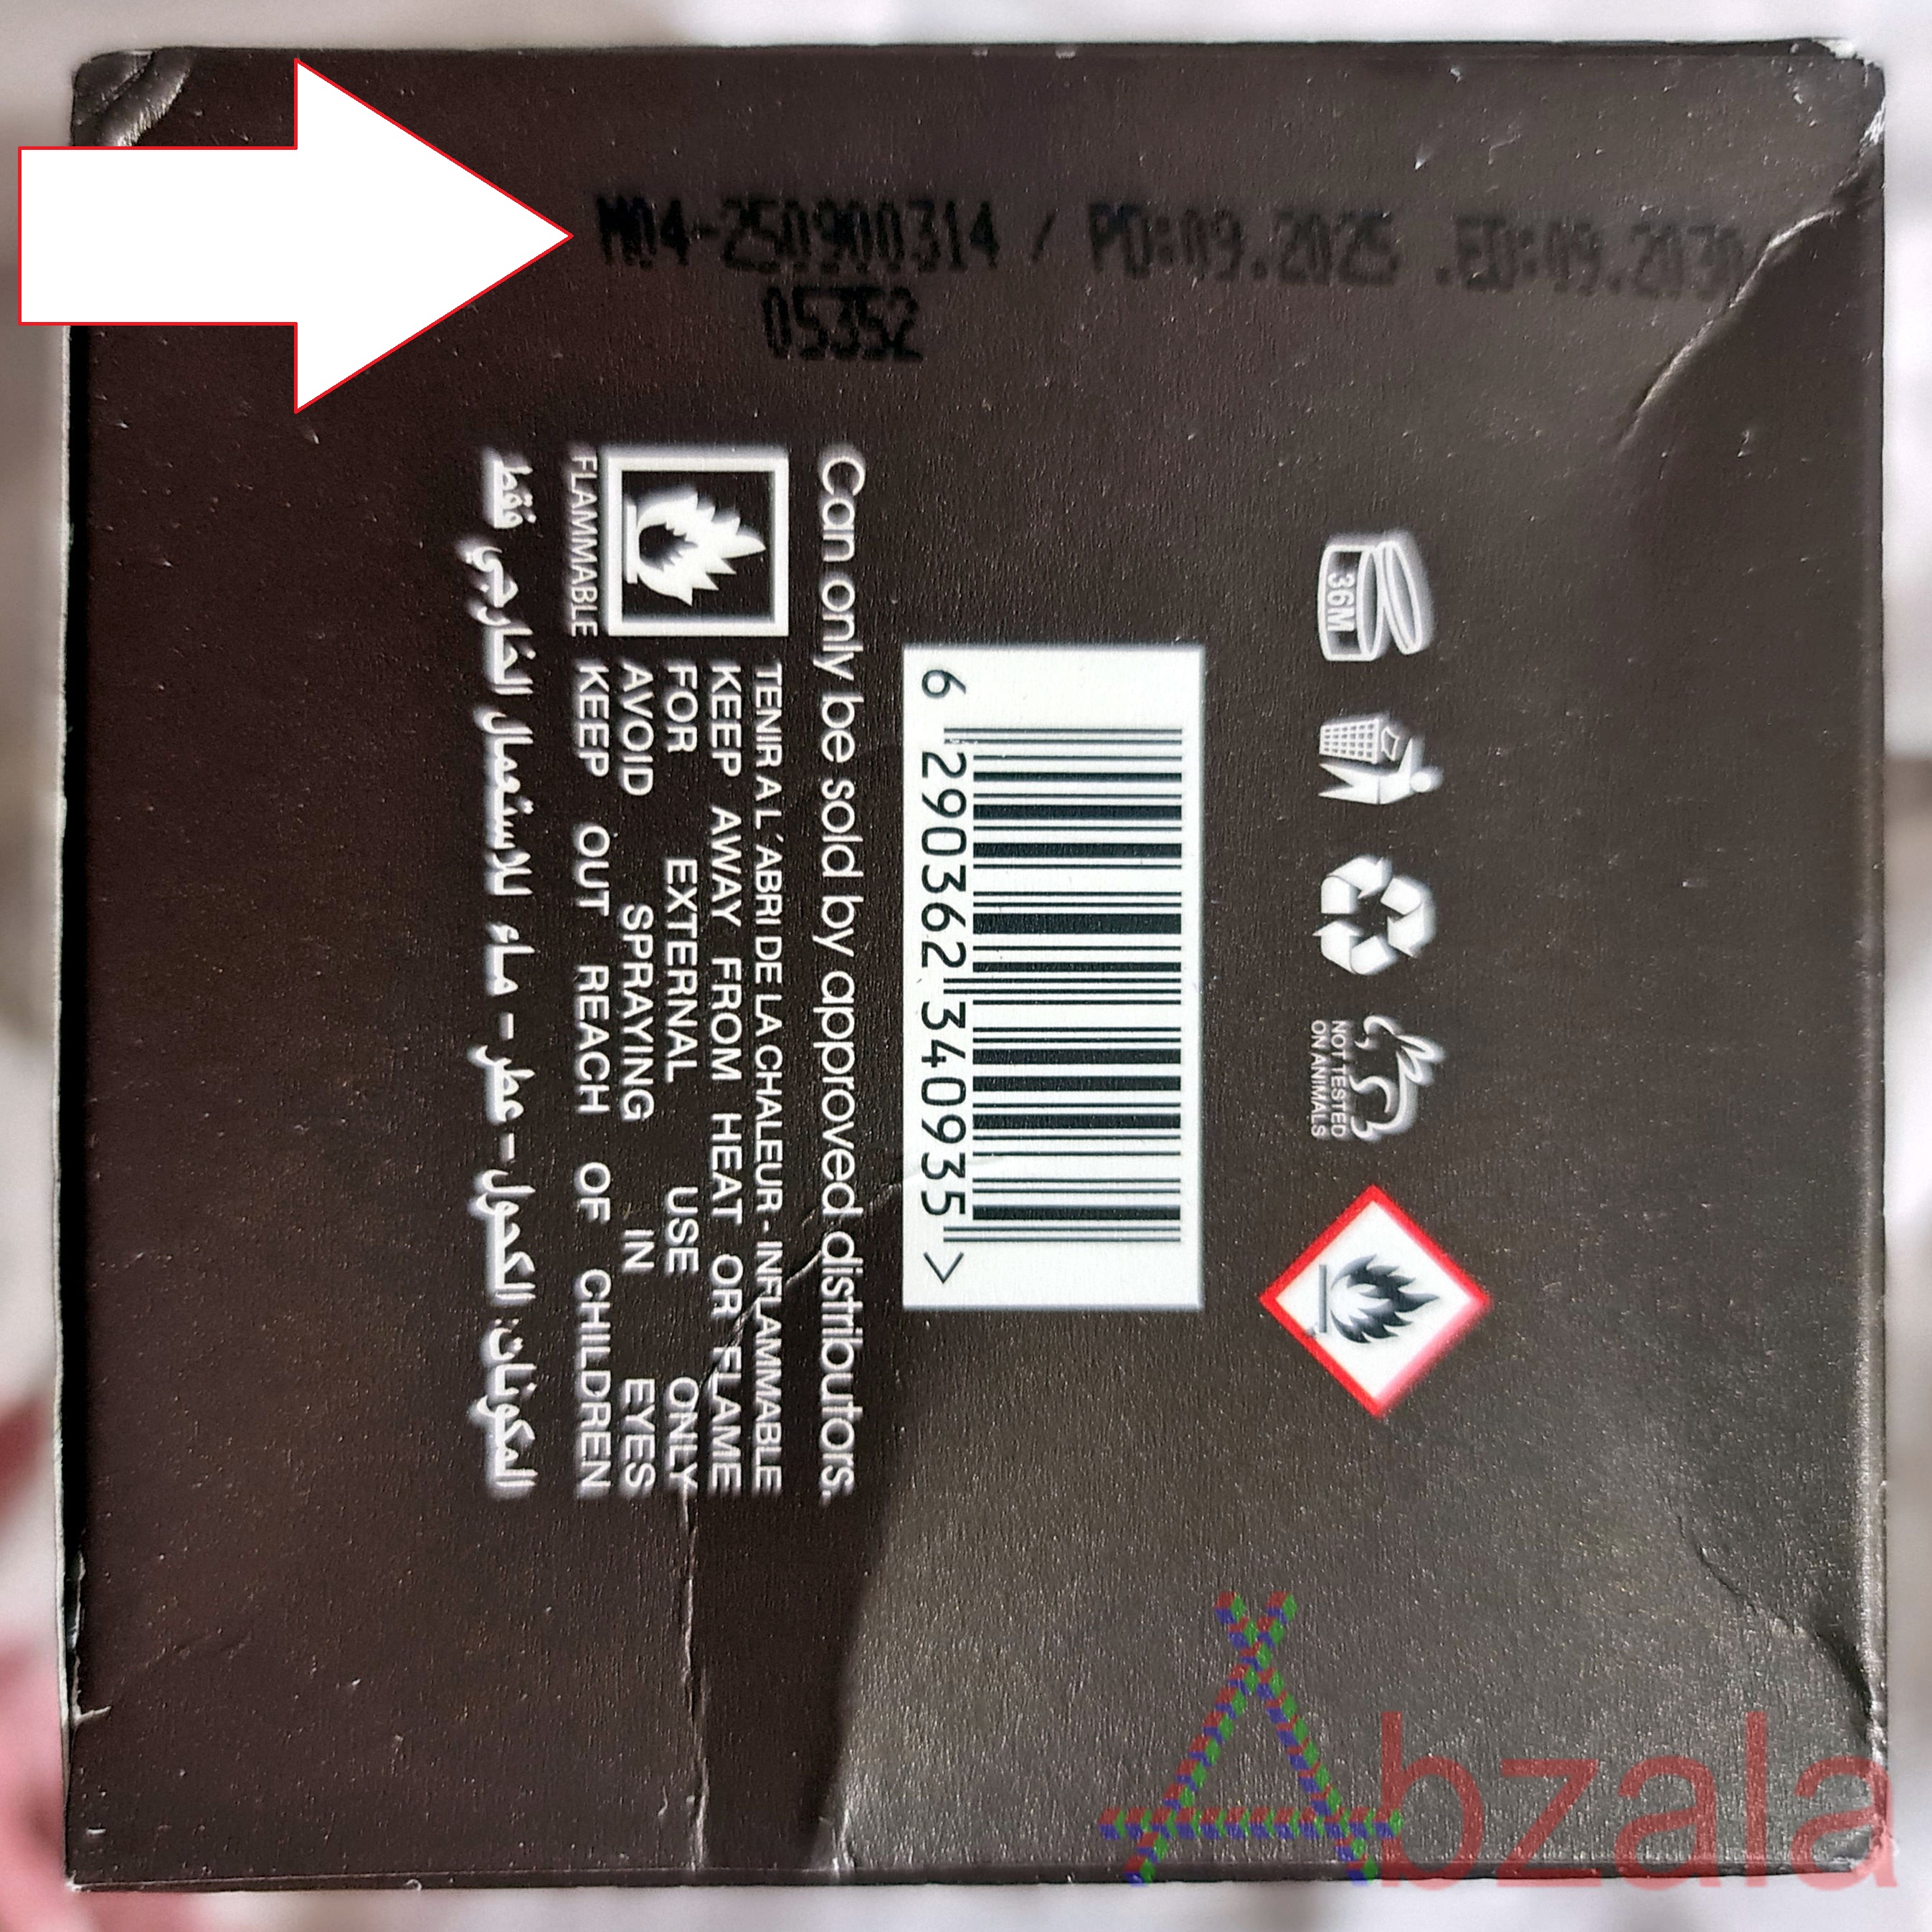 M04-250900314 / PD:09.2025 .ED:09.2030
05352
36M
NOT TESTED
ON ANIMALS
6 290362 340935 >
Can only be sold by approved distributors.
TENIR A L´ABRI DE LA CHALEUR - INFLAMMABLE
KEEP AWAY FROM HEAT OR FLAME
FOR EXTERNAL USE ONLY
AVOID SPRAYING IN EYES
KEEP OUT REACH OF CHILDREN
FLAMMABLE
المكونات: الكحول - عطر - ماء للاستعمال الخارجي فقط
Abzala